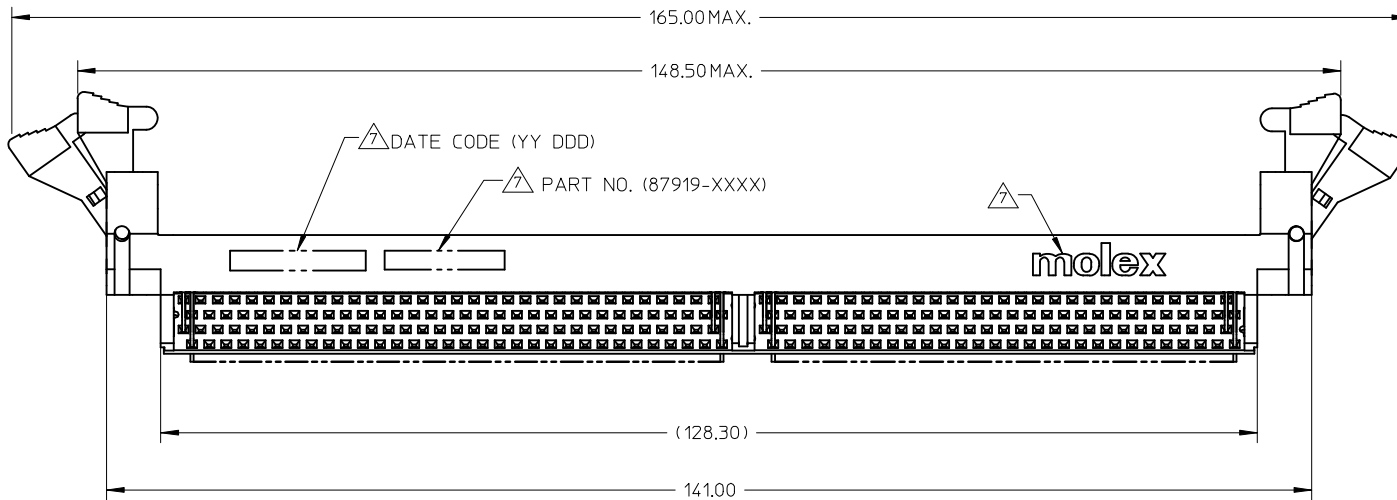 165.00 MAX.
148.50 MAX.
7 DATE CODE (YY DDD)
7 PART NO. (87919-XXXX)
7
molex
(128.30)
141.00